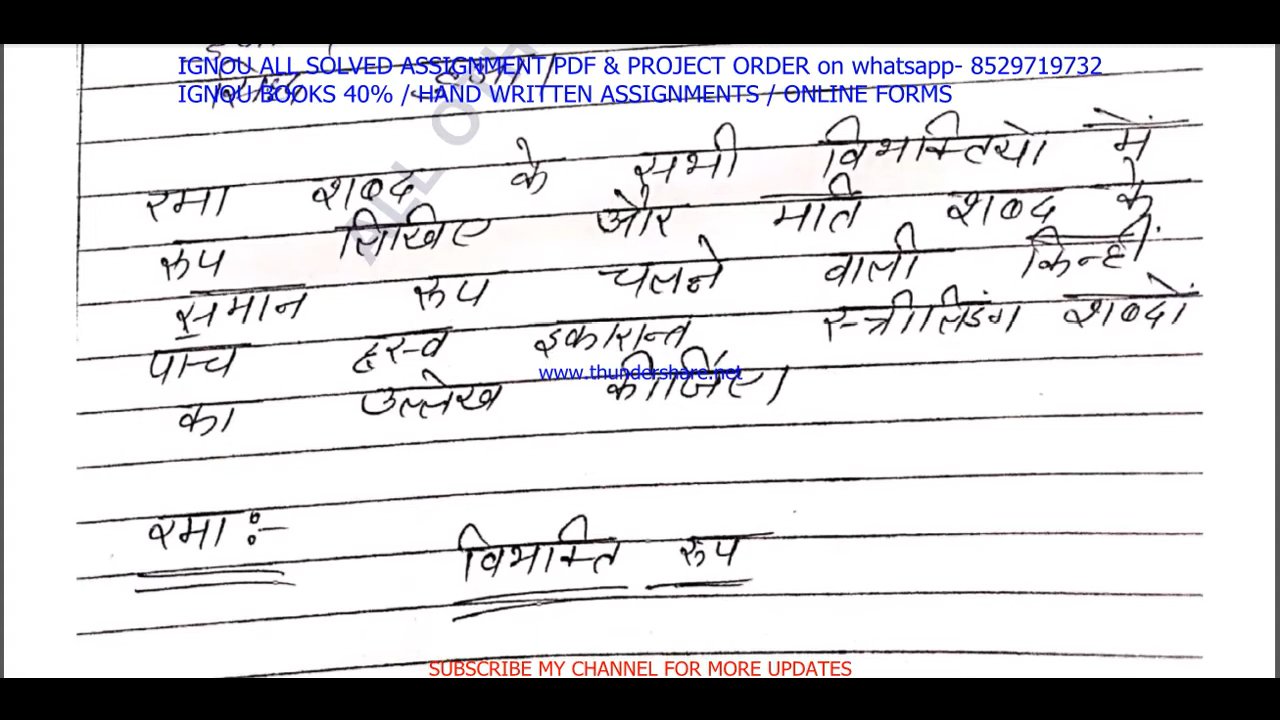 IGNOU ALL SOLVED ASSIGNMENT PDF & PROJECT ORDER on whatsapp- 8529719732
IGNOU BOOKS 40% / HAND WRITTEN ASSIGNMENTS / ONLINE FORMS
ALL O
रमा शब्द के सभी विभक्तियो में
रूप लिखिए और मति शब्द के
समान रूप चलने वाली किन्हीं
पांच ह्रस्व इकारान्त स्त्रीलिङंग शब्दों
का उल्लेख कीजिए।
www.thundershare.net
रमा :-
विभक्ति रूप
SUBSCRIBE MY CHANNEL FOR MORE UPDATES